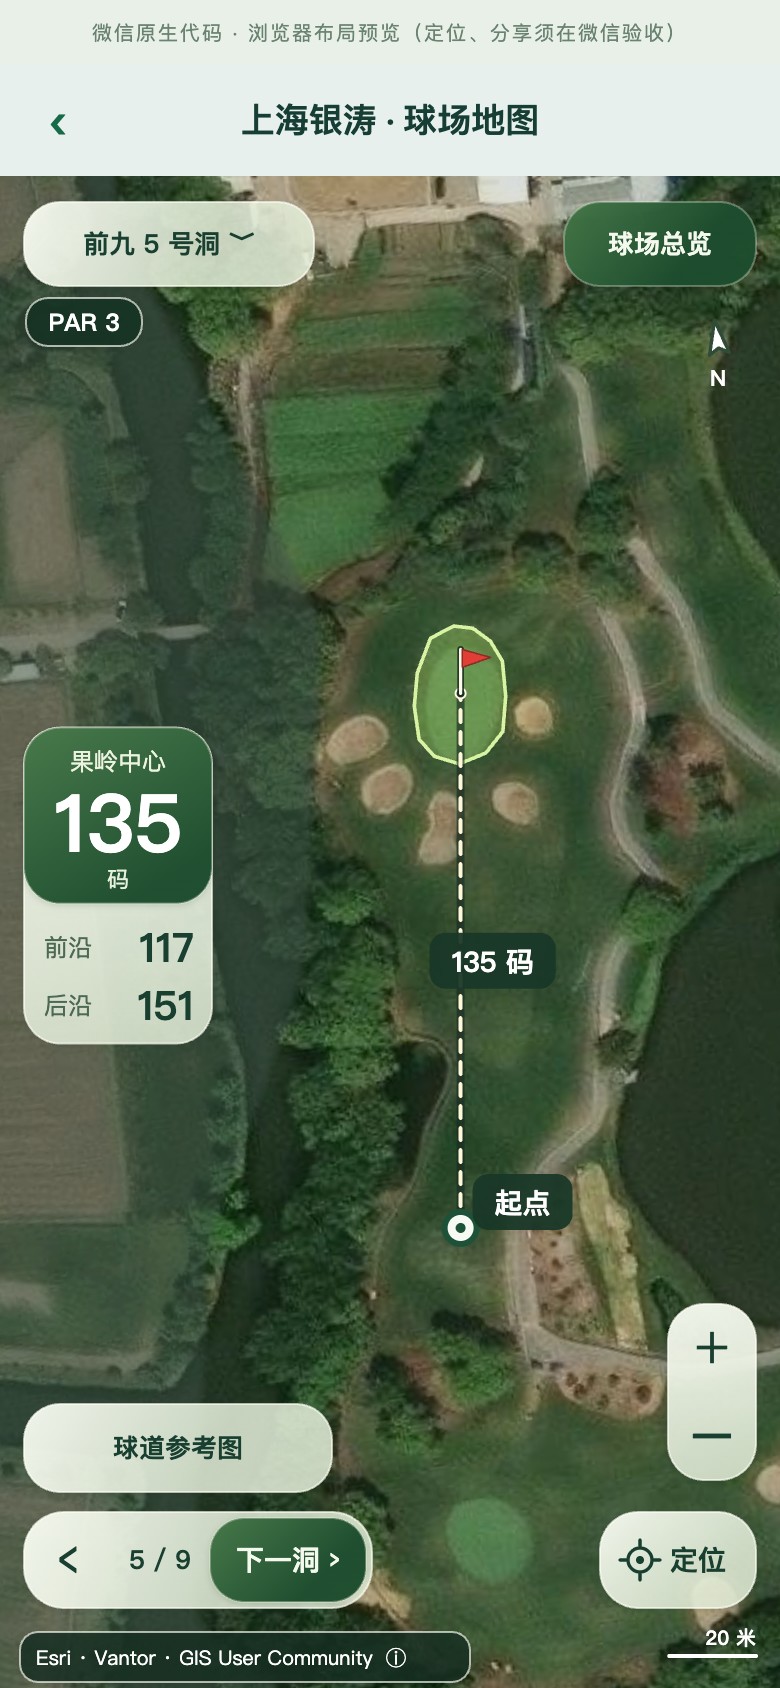 微信原生代码 · 浏览器布局预览（定位、分享须在微信验收）
‹ 上海银涛 · 球场地图
前九 5 号洞
球场总览
PAR 3
N
果岭中心
135
码
前沿 117
后沿 151
135 码
起点
+
−
球道参考图
< 5 / 9 下一洞 ›
定位
20 米
Esri · Vantor · GIS User Community ⓘ